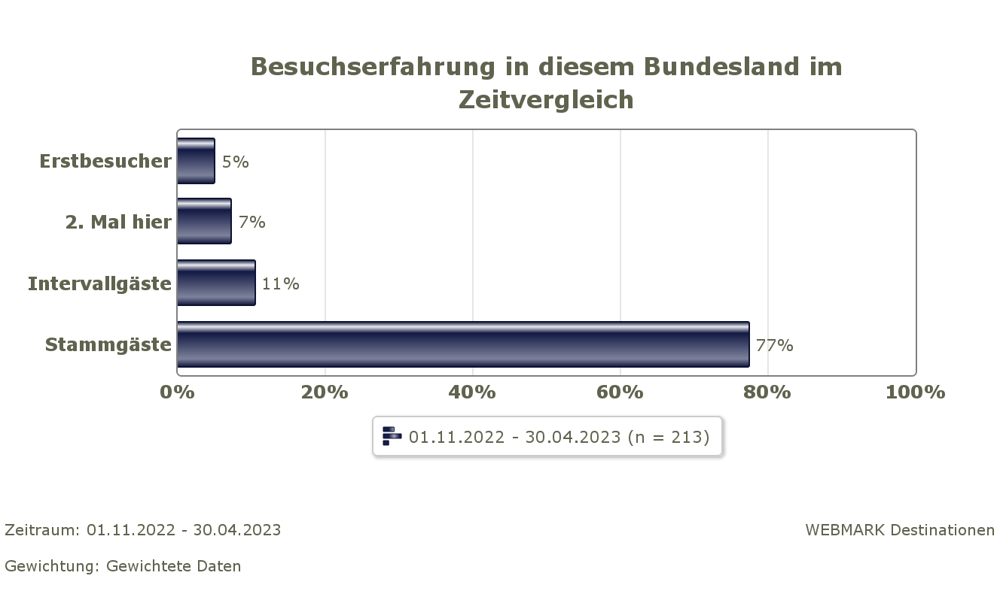 Besuchserfahrung in diesem Bundesland im
Zeitvergleich
Erstbesucher 5%
2. Mal hier 7%
Intervallgäste 11%
Stammgäste 77%
0% 20% 40% 60% 80% 100%
01.11.2022 - 30.04.2023 (n = 213)
Zeitraum: 01.11.2022 - 30.04.2023 WEBMARK Destinationen
Gewichtung: Gewichtete Daten